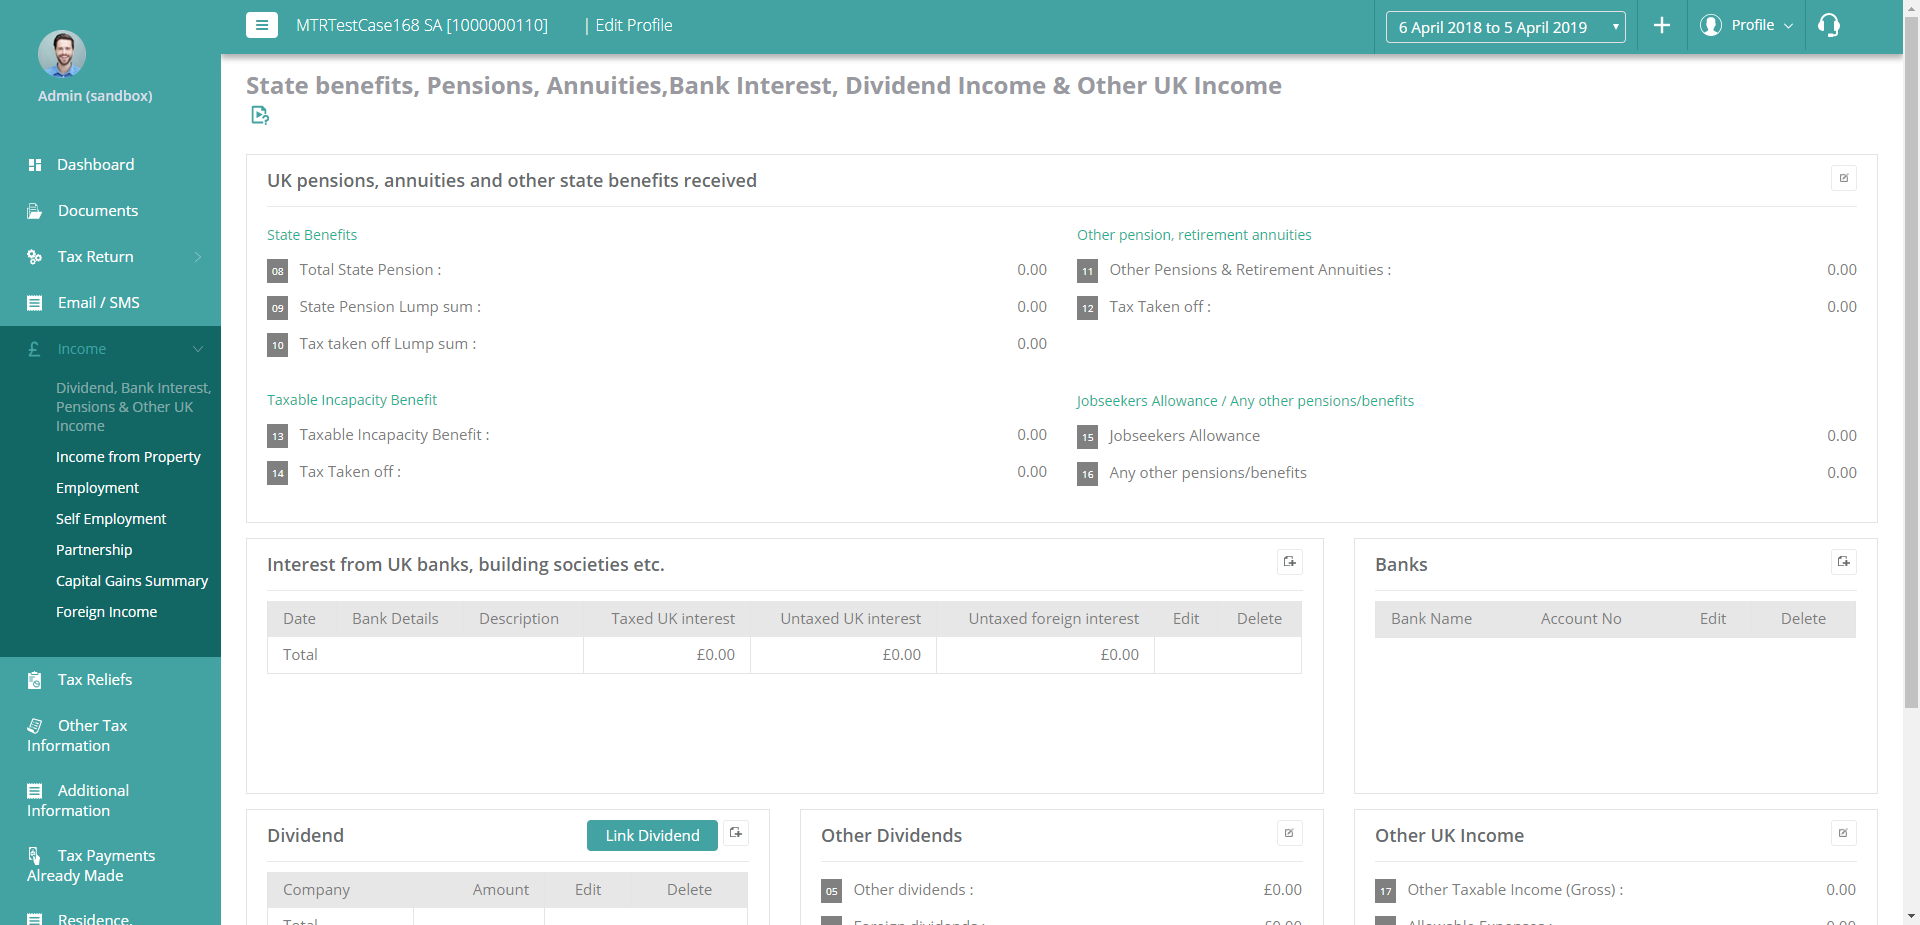 MTRTestCase168 SA [1000000110] | Edit Profile
6 April 2018 to 5 April 2019
Profile
Admin (sandbox)
Dashboard
Documents
Tax Return
Email / SMS
Income
Dividend, Bank Interest,
Pensions & Other UK
Income
Income from Property
Employment
Self Employment
Partnership
Capital Gains Summary
Foreign Income
Tax Reliefs
Other Tax
Information
Additional
Information
Tax Payments
Already Made
Residence,
State benefits, Pensions, Annuities,Bank Interest, Dividend Income & Other UK Income
UK pensions, annuities and other state benefits received
State Benefits
08 Total State Pension : 0.00
09 State Pension Lump sum : 0.00
10 Tax taken off Lump sum : 0.00
Other pension, retirement annuities
11 Other Pensions & Retirement Annuities : 0.00
12 Tax Taken off : 0.00
Taxable Incapacity Benefit
13 Taxable Incapacity Benefit : 0.00
14 Tax Taken off : 0.00
Jobseekers Allowance / Any other pensions/benefits
15 Jobseekers Allowance 0.00
16 Any other pensions/benefits 0.00
Interest from UK banks, building societies etc.
Date Bank Details Description Taxed UK interest Untaxed UK interest Untaxed foreign interest Edit Delete
Total £0.00 £0.00 £0.00
Banks
Bank Name Account No Edit Delete
Dividend Link Dividend
Company Amount Edit Delete
Total
Other Dividends
05 Other dividends : £0.00
Foreign dividends : £0.00
Other UK Income
17 Other Taxable Income (Gross) : 0.00
Allowable Expenses : 0.00